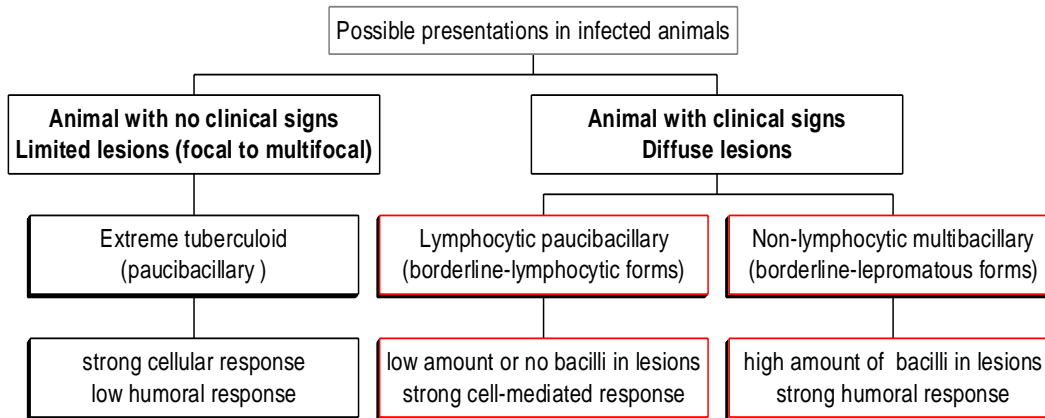 Possible presentations in infected animals
Animal with no clinical signs
Limited lesions (focal to multifocal)
Animal with clinical signs
Diffuse lesions
Extreme tuberculoid
(paucibacillary )
Lymphocytic paucibacillary
(borderline-lymphocytic forms)
Non-lymphocytic multibacillary
(borderline-lepromatous forms)
strong cellular response
low humoral response
low amount or no bacilli in lesions
strong cell-mediated response
high amount of bacilli in lesions
strong humoral response